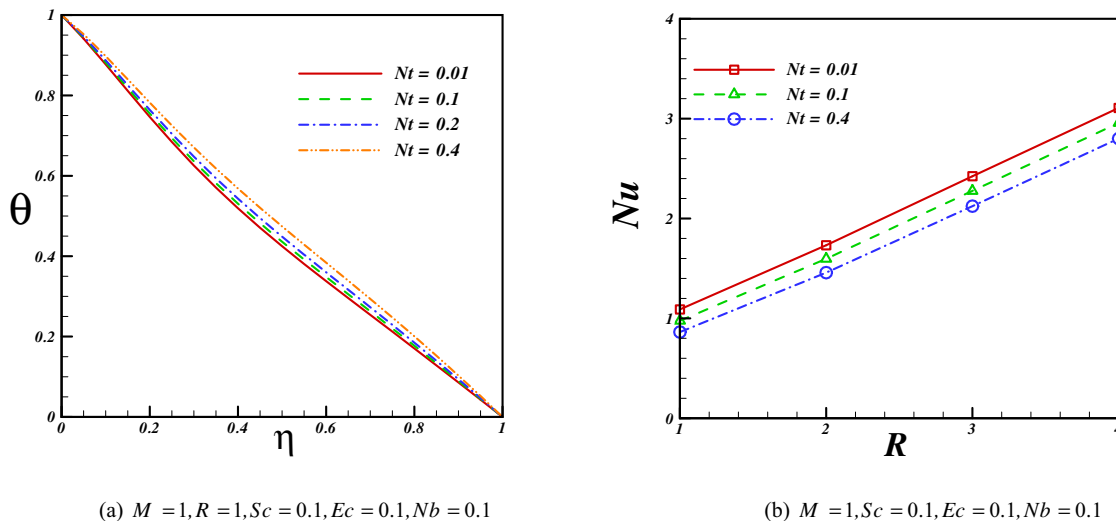 1
0.8
0.6
0.4
0.2
0
θ
0
0.2
0.4
0.6
0.8
1
η
Nt = 0.01
Nt = 0.1
Nt = 0.2
Nt = 0.4
(a) M = 1, R = 1, Sc = 0.1, Ec = 0.1, Nb = 0.1
4
3
2
1
0
Nu
1
2
3
4
R
Nt = 0.01
Nt = 0.1
Nt = 0.4
(b) M = 1, Sc = 0.1, Ec = 0.1, Nb = 0.1